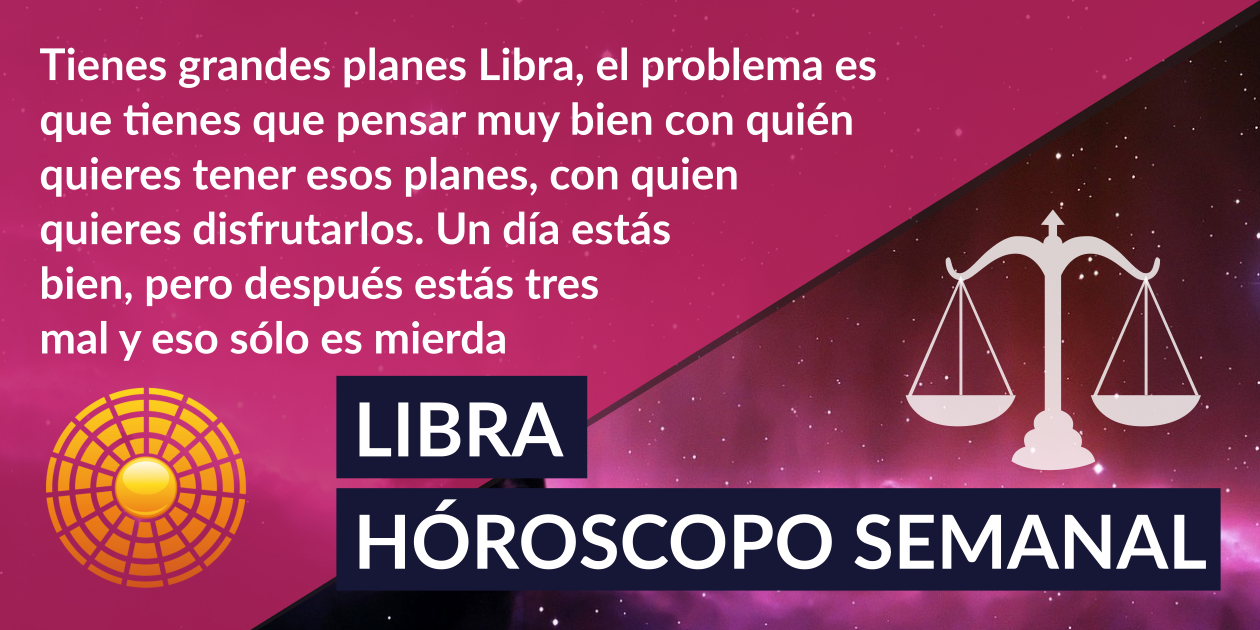 Tienes grandes planes Libra, el problema es
que tienes que pensar muy bien con quién
quieres tener esos planes, con quien
quieres disfrutarlos. Un día estás
bien, pero después estás tres
mal y eso sólo es mierda
LIBRA
HÓROSCOPO SEMANAL